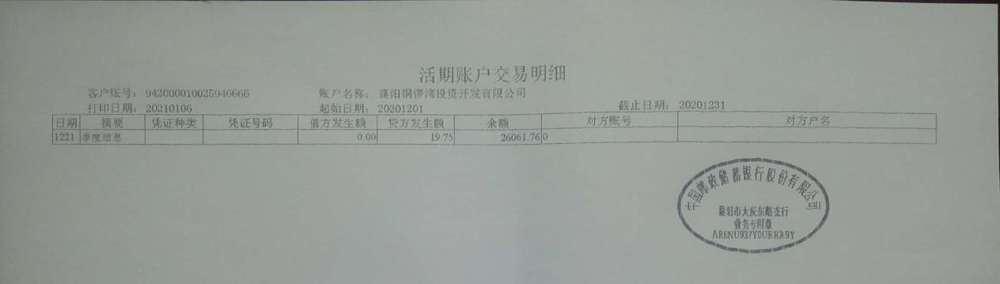 活期账户交易明细
客户账号： 942000010025946666 账户名称： 襄阳铜锣湾投资开发有限公司
打印日期： 20210106 起始日期： 20201201 截止日期： 20201231
日期 摘要 凭证种类 凭证号码 借方发生额 贷方发生额 余额 对方账号 对方户名
1221 季度结息 0.00 19.75 26061.76 0
中国邮政储蓄银行股份有限公司
襄阳市大庆东路支行
业务专用章
AR6NU937YDURRX9Y